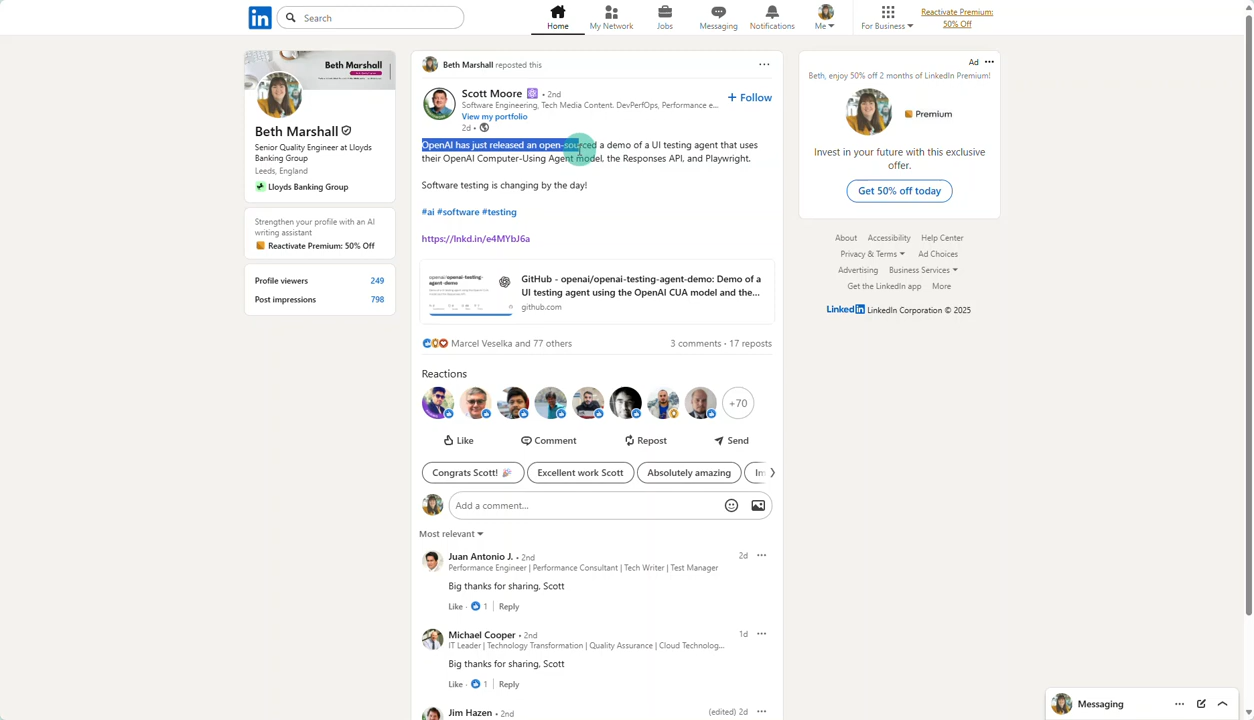 in
Search
Home
My Network
Jobs
Messaging
Notifications
Me
For Business
Reactivate Premium:
50% Off
Beth Marshall
Beth Marshall
Senior Quality Engineer at Lloyds
Banking Group
Leeds, England
Lloyds Banking Group
Strengthen your profile with an AI
writing assistant
Reactivate Premium: 50% Off
Profile viewers 249
Post impressions 798
Beth Marshall reposted this
Scott Moore • 2nd
Software Engineering, Tech Media Content. DevPerfOps, Performance e...
View my portfolio
2d •
+ Follow
OpenAI has just released an open-sourced a demo of a UI testing agent that uses
their OpenAI Computer-Using Agent model, the Responses API, and Playwright.
Software testing is changing by the day!
#ai #software #testing
https://lnkd.in/e4MYbJ6a
openai/openai-testing-
agent-demo
GitHub - openai/openai-testing-agent-demo: Demo of a
UI testing agent using the OpenAI CUA model and the...
github.com
Marcel Veselka and 77 others
3 comments • 17 reposts
Reactions
+70
Like
Comment
Repost
Send
Congrats Scott! 🎉
Excellent work Scott
Absolutely amazing
Im
Add a comment...
Most relevant
Juan Antonio J. • 2nd
2d
Performance Engineer | Performance Consultant | Tech Writer | Test Manager
Big thanks for sharing, Scott
Like · 1 | Reply
Michael Cooper • 2nd
1d
IT Leader | Technology Transformation | Quality Assurance | Cloud Technolog...
Big thanks for sharing, Scott
Like · 1 | Reply
Jim Hazen • 2nd
(edited) 2d
Ad
Beth, enjoy 50% off 2 months of LinkedIn Premium!
Premium
Invest in your future with this exclusive
offer.
Get 50% off today
About Accessibility Help Center
Privacy & Terms Ad Choices
Advertising Business Services
Get the LinkedIn app More
LinkedIn LinkedIn Corporation © 2025
Messaging